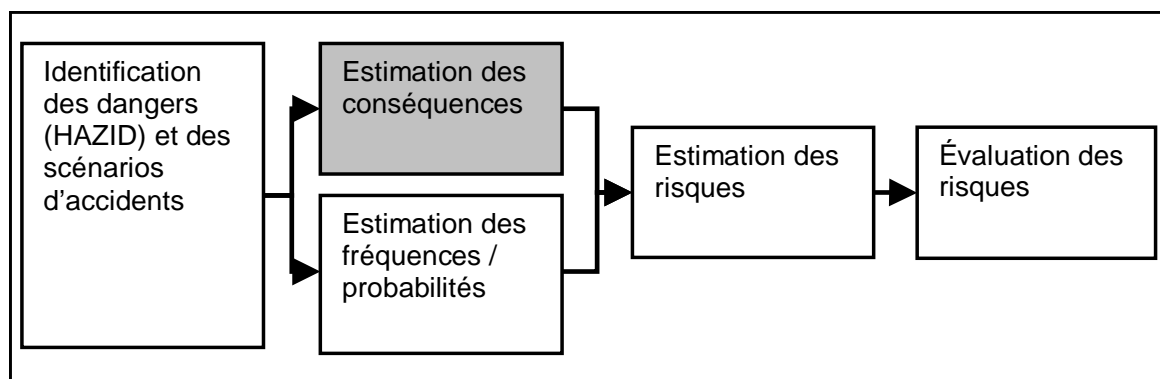 Identification
des dangers
(HAZID) et des
scénarios
d'accidents
Estimation des
conséquences
Estimation des
fréquences /
probabilités
Estimation des
risques
Évaluation des
risques